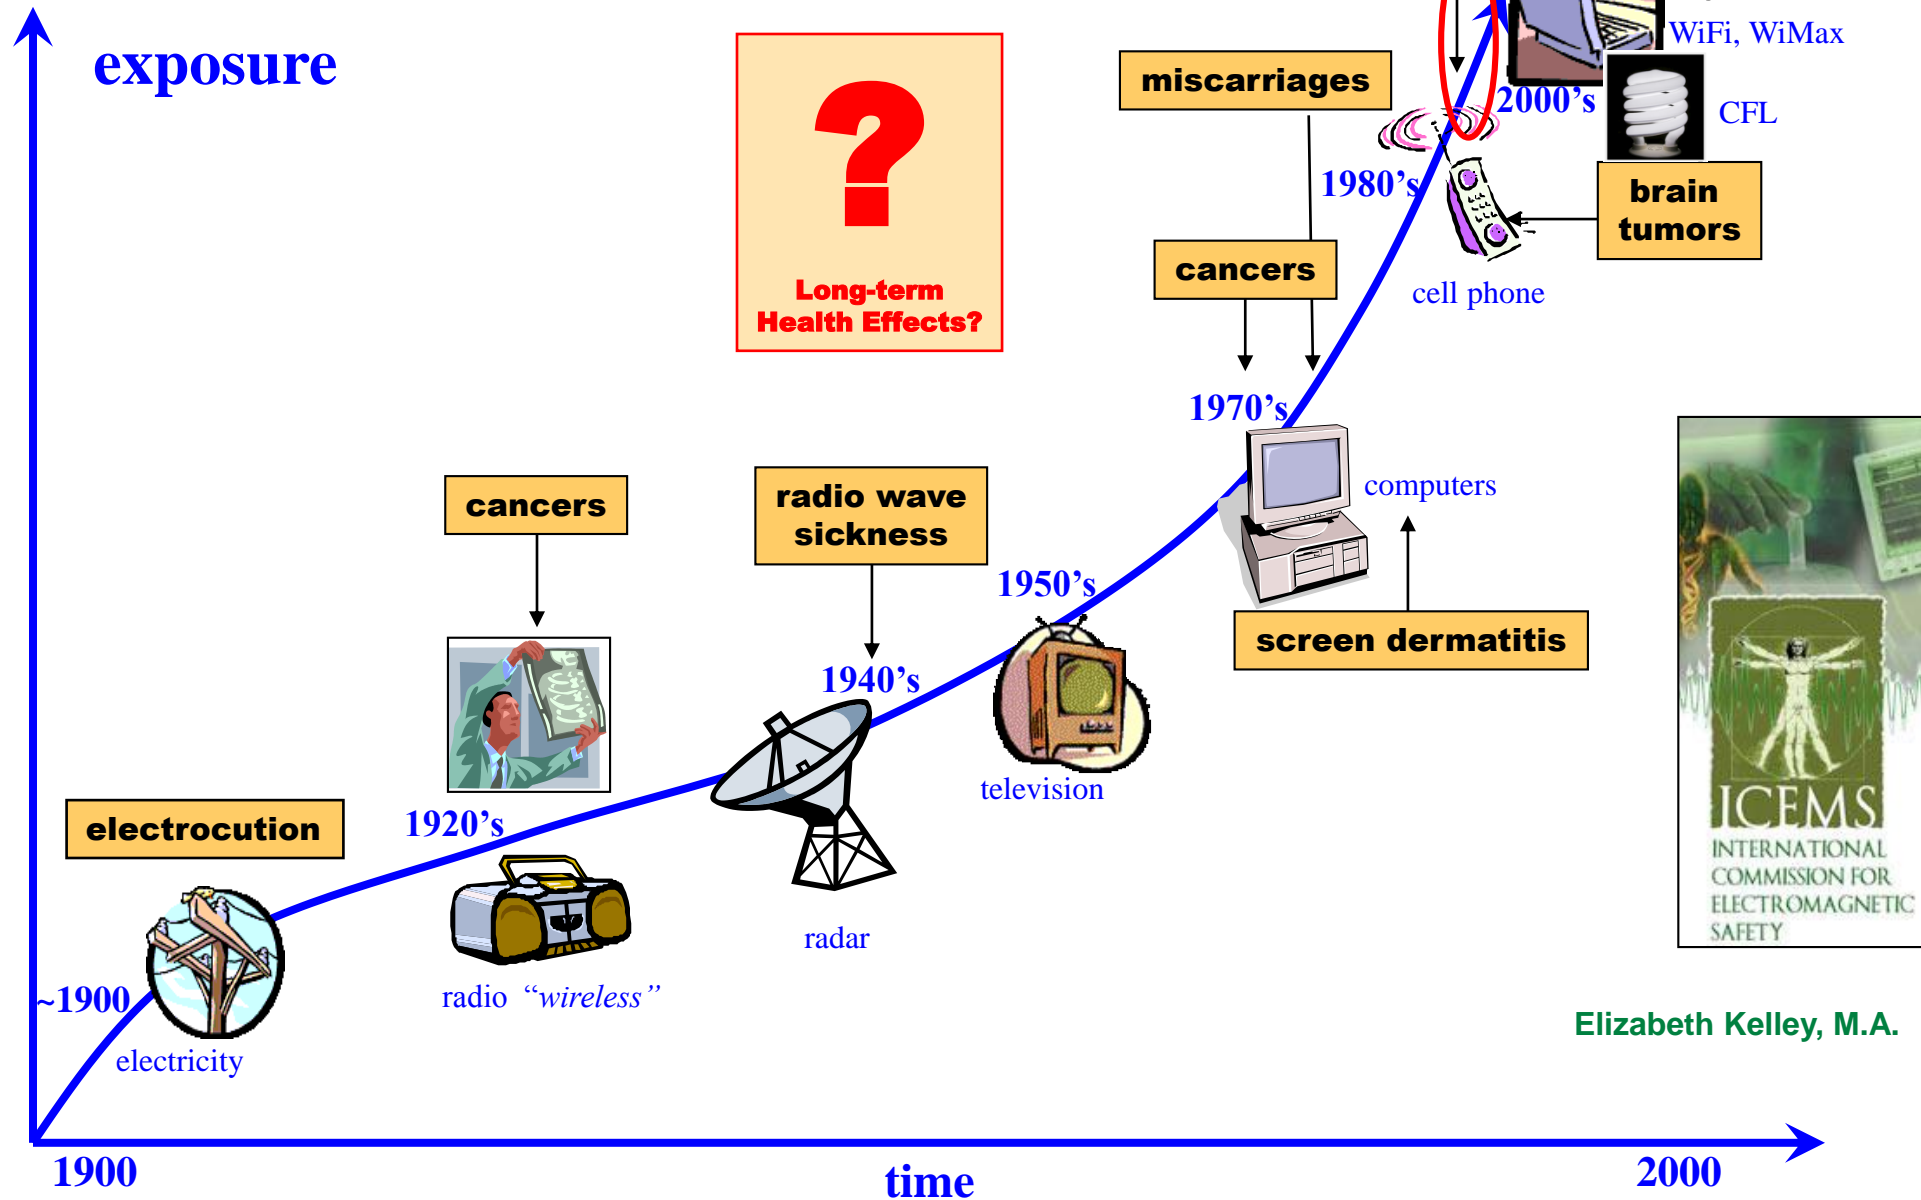 exposure
WiFi, WiMax
miscarriages
2000's
CFL
1980's
brain
tumors
Long-term
Health Effects?
cancers
cell phone
1970's
cancers
radio wave
sickness
computers
1950's
screen dermatitis
1940's
television
electrocution
1920's
radar
ICEMS
INTERNATIONAL
COMMISSION FOR
ELECTROMAGNETIC
SAFETY
~1900
radio “wireless”
electricity
Elizabeth Kelley, M.A.
1900
time
2000
?